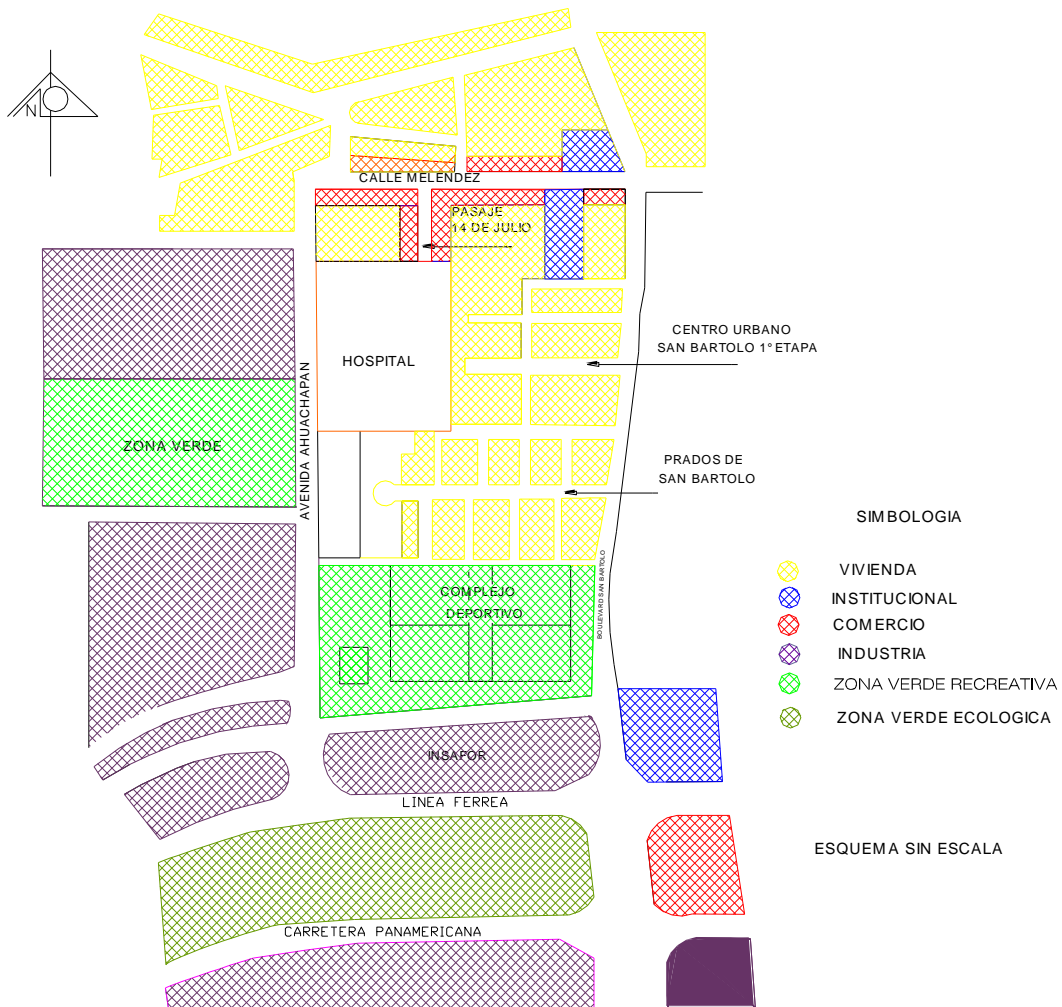 N
CALLE MELENDEZ
PASAJE
14 DE JULIO
CENTRO URBANO
SAN BARTOLO 1° ETAPA
HOSPITAL
AVENIDA AHUACHAPAN
ZONA VERDE
PRADOS DE
SAN BARTOLO
BOULEVARD SAN BARTOLO
COMPLEJO
DEPORTIVO
INSAFOR
LINEA FERREA
CARRETERA PANAMERICANA
SIMBOLOGIA
VIVIENDA
INSTITUCIONAL
COMERCIO
INDUSTRIA
ZONA VERDE RECREATIVA
ZONA VERDE ECOLOGICA
ESQUEMA SIN ESCALA